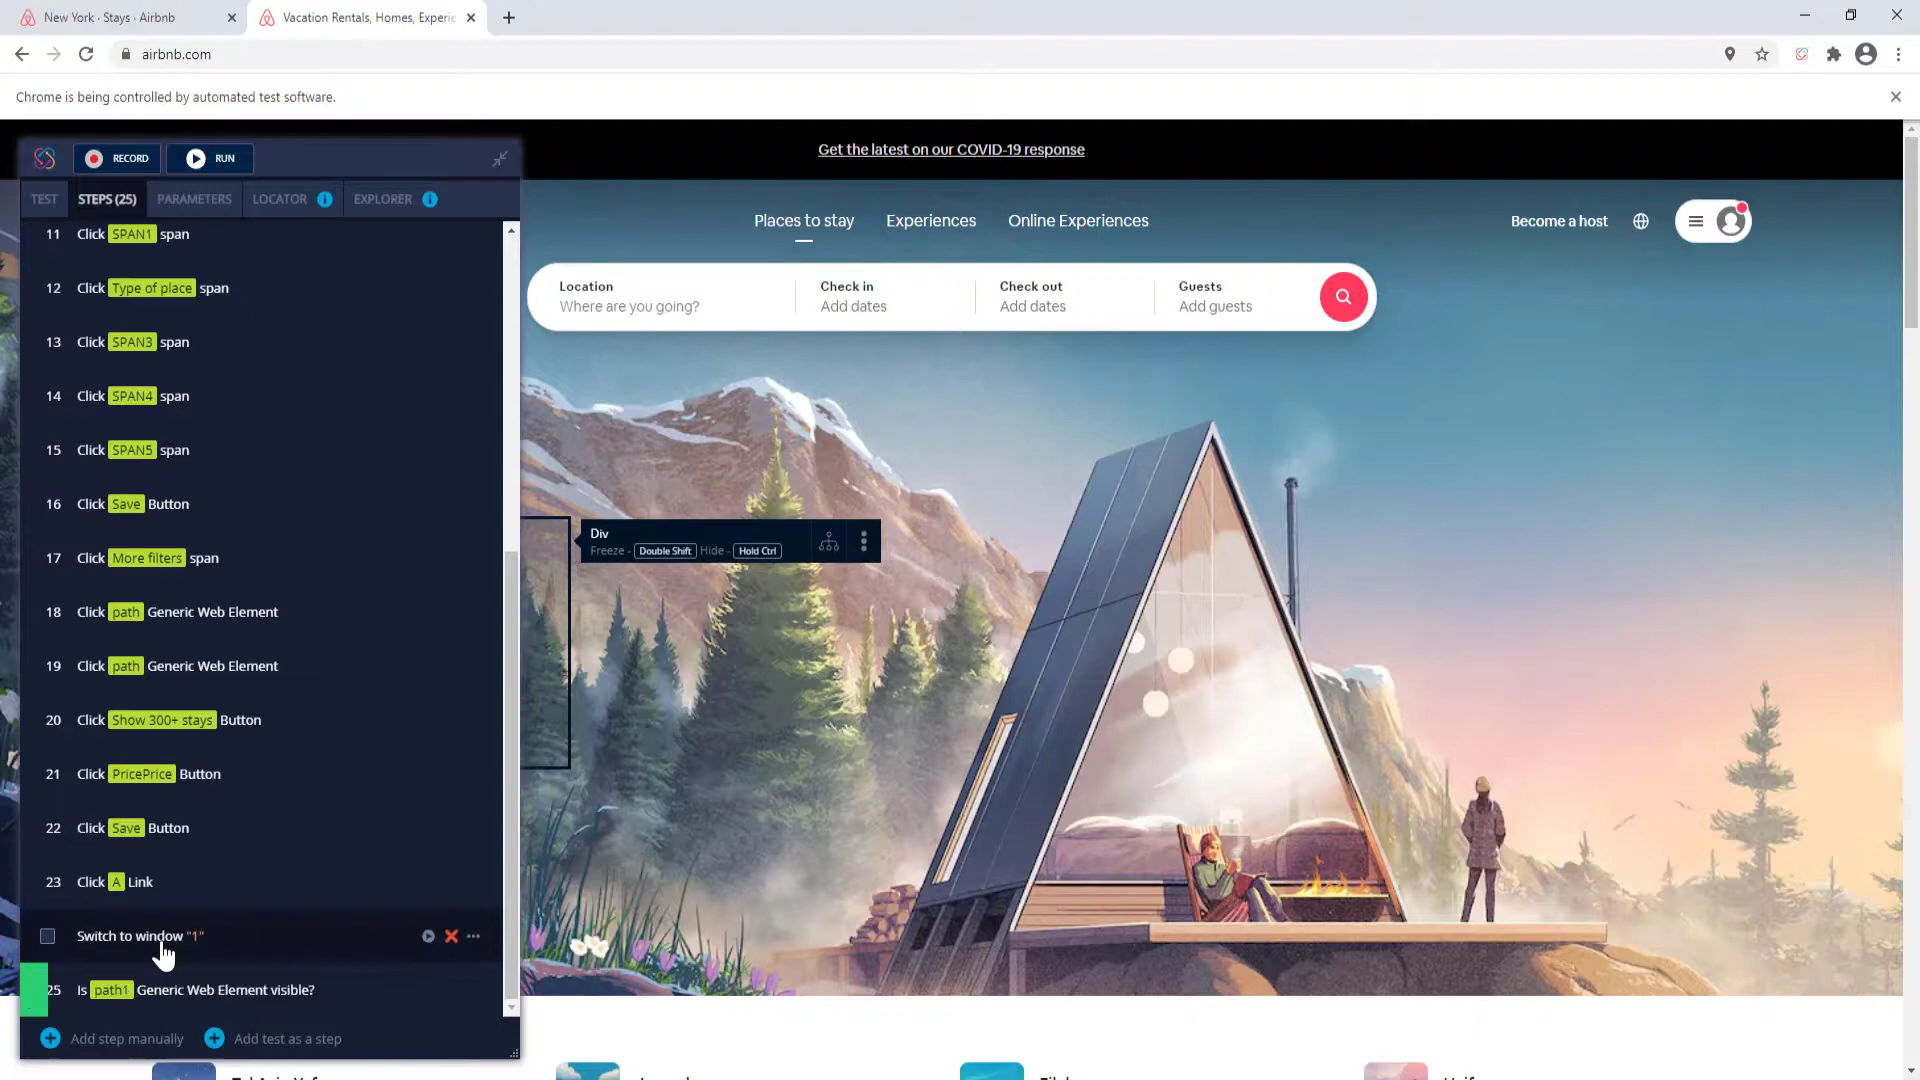 New York · Stays · Airbnb
Vacation Rentals, Homes, Experie
airbnb.com
Chrome is being controlled by automated test software.
Get the latest on our COVID-19 response
RECORD
RUN
TEST
STEPS (25)
PARAMETERS
LOCATOR
EXPLORER
Places to stay
Experiences
Online Experiences
Become a host
Location
Where are you going?
Check in
Add dates
Check out
Add dates
Guests
Add guests
11 Click SPAN1 span
12 Click Type of place span
13 Click SPAN3 span
14 Click SPAN4 span
15 Click SPAN5 span
16 Click Save Button
17 Click More filters span
18 Click path Generic Web Element
19 Click path Generic Web Element
20 Click Show 300+ stays Button
21 Click PricePrice Button
22 Click Save Button
23 Click A Link
Switch to window "1"
25 Is path1 Generic Web Element visible?
Add step manually
Add test as a step
Div
Freeze - Double Shift Hide - Hold Ctrl